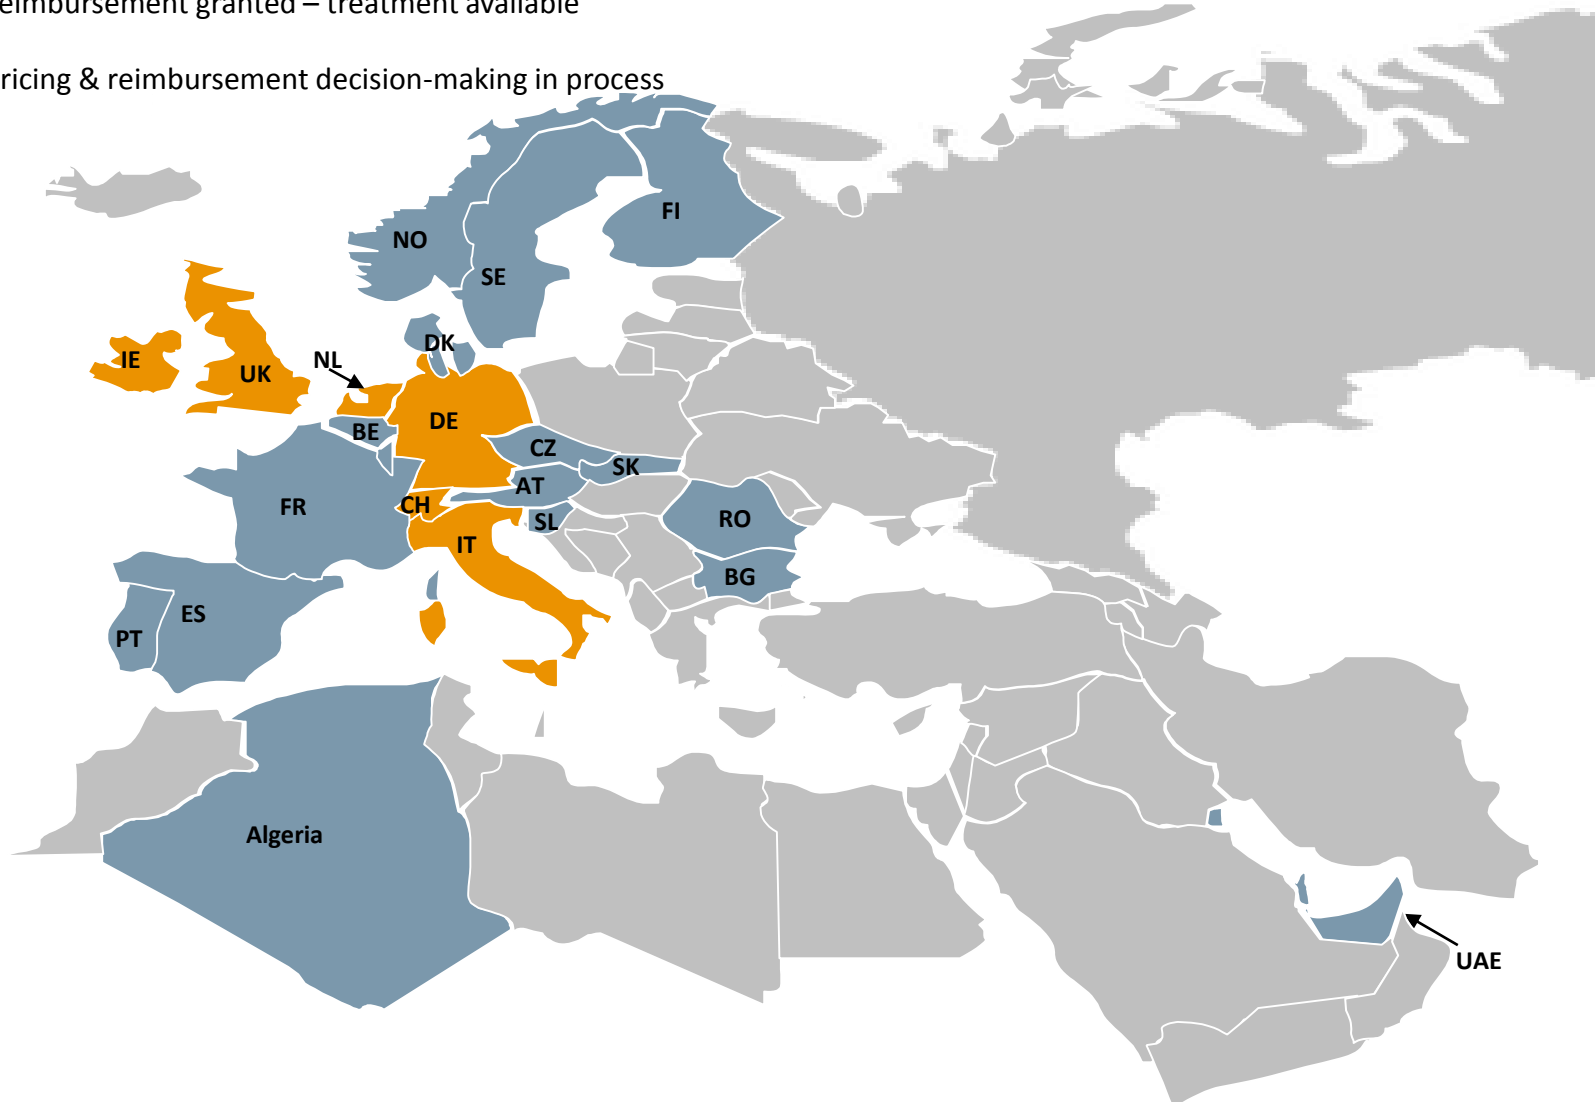 eimbursement granted – treatment available
ricing & reimbursement decision-making in process
FI
NO
SE
DK
IE
NL
UK
DE
BE
CZ
SK
AT
FR
CH
SL
RO
IT
BG
ES
PT
Algeria
UAE